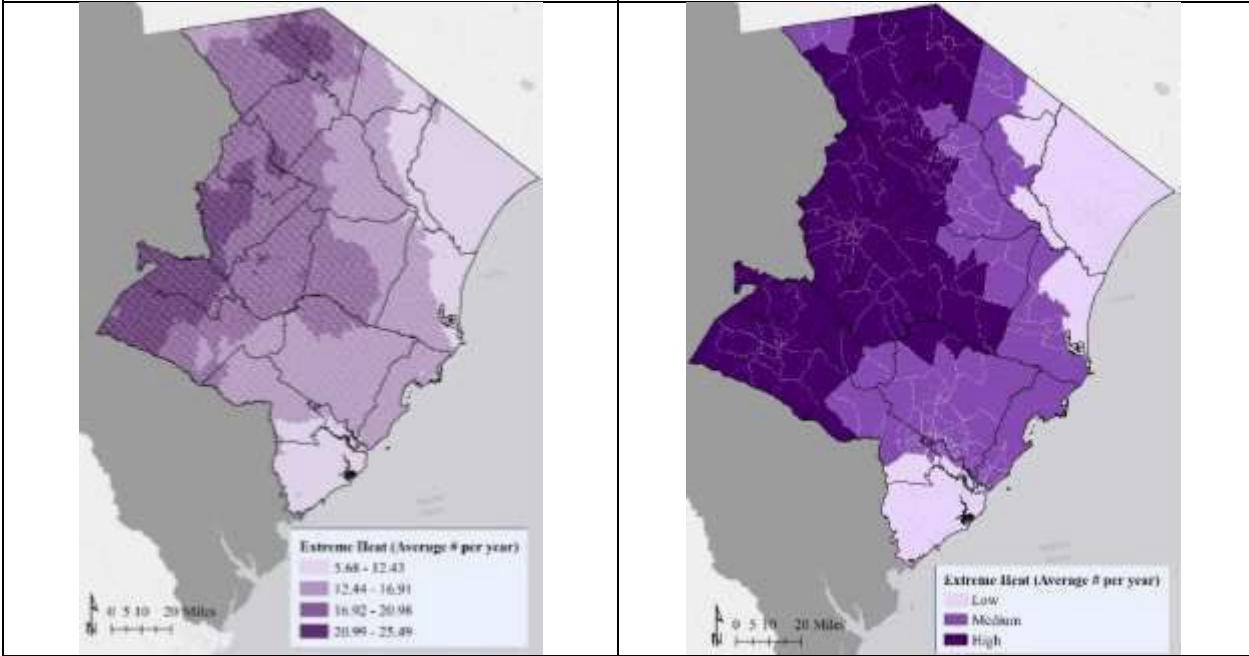 Extreme Heat (Average # per year)
5.68 - 12.43
12.44 - 16.91
16.92 - 20.98
20.99 - 25.49
0 5 10 20 Miles
N
Extreme Heat (Average # per year)
Low
Medium
High
0 5 10 20 Miles
N